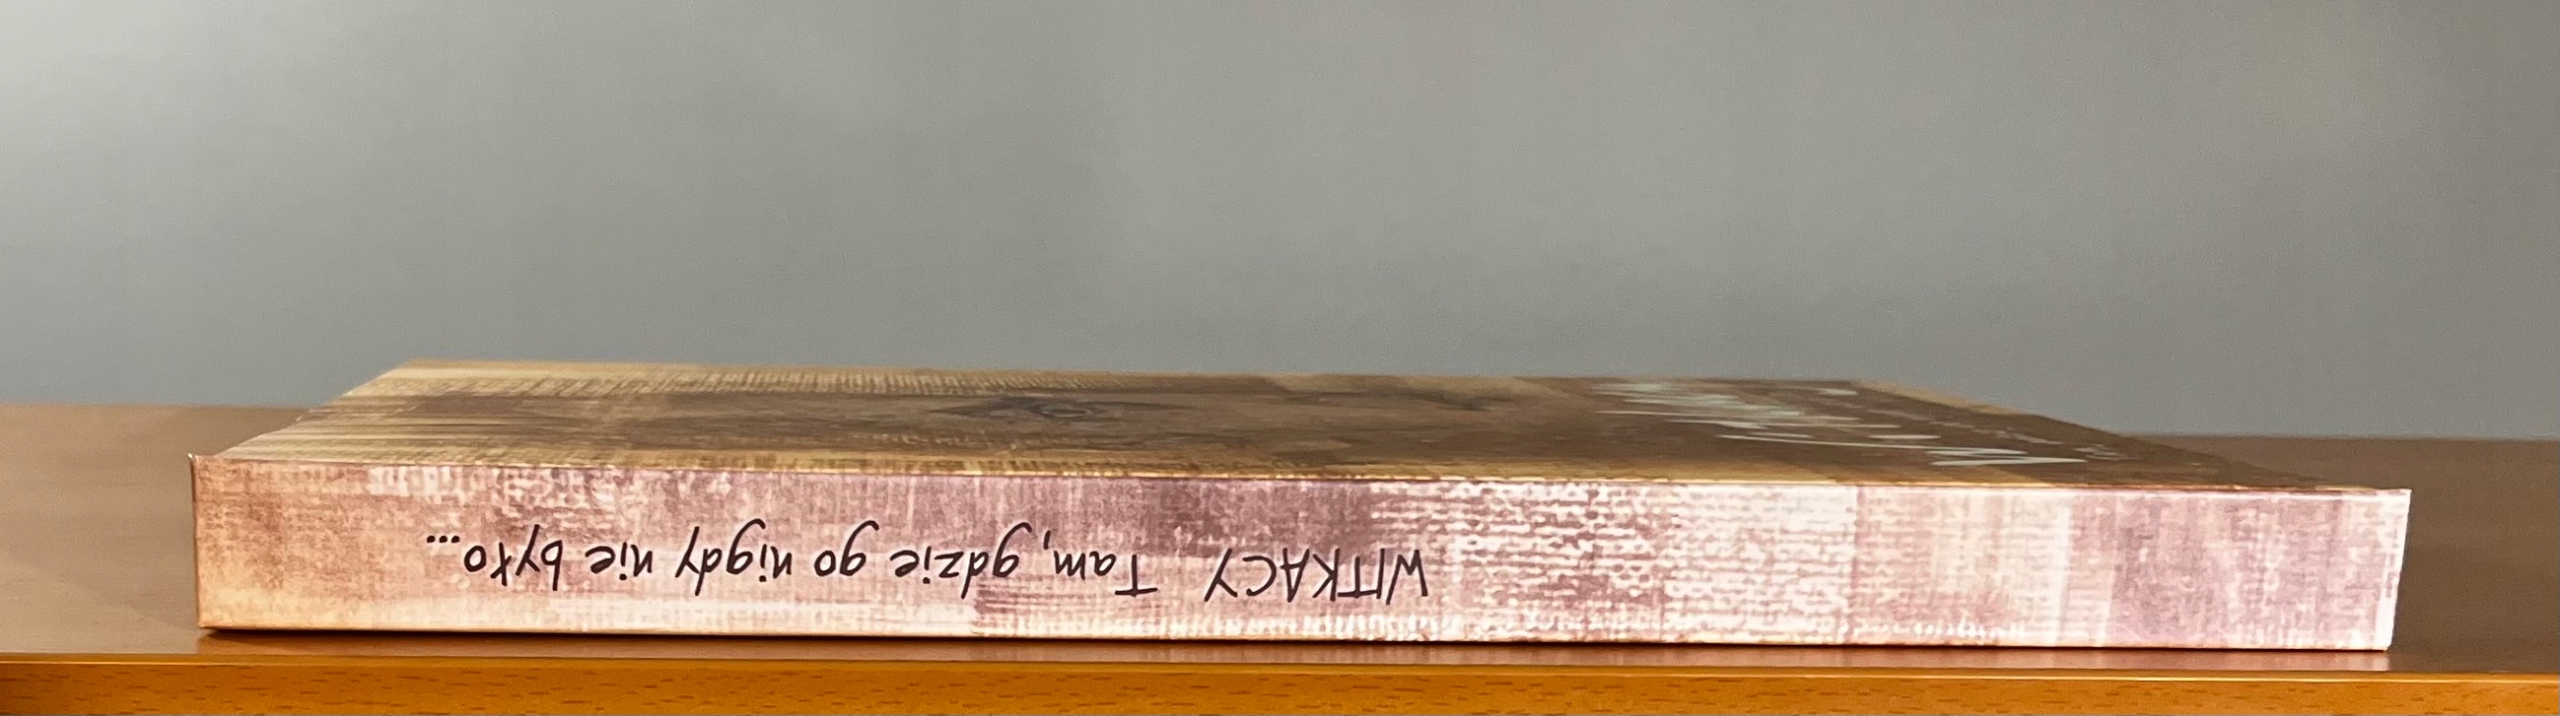 WITKACY Tam, gdzie go nigdy nie było...